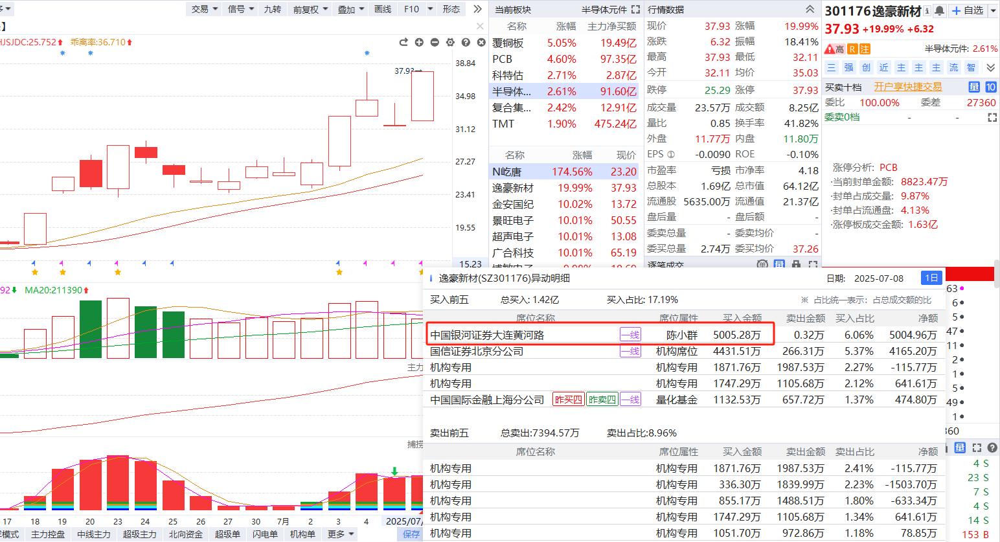 交易 信号 九转 前复权 叠加 画线 F10 形态
】
HJSJDC:25.752 乖离率:36.710
38.84
37.93
34.98
31.12
27.27
23.41
19.55
15.23
92 MA20:211390
主力
捕捞
17 18 19 20 23 24 25 26 27 30 7月 2 3 4 2025/07/
样模式 主力控盘 中线主力 超级主力 北向资金 超级单 闪电单 机构单 更多 保存
当前板块 半导体元件
名称 涨幅 主力净买额
覆铜板 5.05% 19.49亿
PCB 4.60% 97.35亿
科特估 2.71% 2.87亿
半导体... 2.61% 91.60亿
复合集... 2.42% 12.91亿
TMT 1.90% 475.24亿
名称 涨幅 现价
N屹唐 174.56% 23.20
逸豪新材 19.99% 37.93
金安国纪 10.02% 13.72
景旺电子 10.01% 50.55
超声电子 10.01% 13.08
广合科技 10.01% 65.19
行情数据
现价 37.93 涨幅 19.99%
涨跌 6.32 振幅 18.41%
最高 37.93 最低 32.11
今开 32.11 均价 35.03
跌停 25.29 涨停 37.93
成交量 23.57万 成交额 8.25亿
量比 0.85 换手率 41.82%
外盘 11.77万 内盘 11.80万
EPS ① -0.0090 ROE -0.10%
市盈率 亏损 市净率 4.18
总股本 1.69亿 总市值 64.12亿
流通股 5635.00万 流通值 21.37亿
盘后量 - 盘后额 -
委卖总量 - 委卖均价 -
委买总量 2.74万 委买均价 37.26
逐笔成交 单 量
301176 逸豪新材 自选
37.93 +19.99% +6.32
高 R 注 半导体元件: 2.61%
三 强 创 近 主 主 主 流 智
买卖十档 开户享快捷交易 量 10
委比 100.00% 委差 27360
委卖0档 - -
涨停分析: PCB
·当前封单金额: 8823.47万
·封单占成交量: 9.87%
·封单占流通盘: 4.13%
·涨停板成交金额: 1.63亿
逸豪新材(SZ301176)异动明细 日期: 2025-07-08 1日
买入前五 总买入: 1.42亿 买入占比: 17.19% ※ 占比统一表示：占总成交额的比
席位名称 席位属性 买入金额 卖出金额 买入占比 净额
中国银河证券大连黄河路 一线 陈小群 5005.28万 0.32万 6.06% 5004.96万
国信证券北京分公司 一线 机构席位 4431.51万 266.31万 5.37% 4165.20万
机构专用 机构专用 1871.76万 1987.53万 2.27% -115.77万
机构专用 机构专用 1747.29万 1105.68万 2.12% 641.61万
中国国际金融上海分公司 昨买四 昨卖四 一线 量化基金 1132.53万 657.72万 1.37% 474.80万
卖出前五 总卖出:7394.57万 卖出占比:8.96%
席位名称 席位属性 买入金额 卖出金额 卖出占比 净额
机构专用 机构专用 1871.76万 1987.53万 2.41% -115.77万
机构专用 机构专用 336.30万 1839.99万 2.23% -1503.70万
机构专用 机构专用 855.17万 1488.51万 1.80% -633.34万
机构专用 机构专用 1747.29万 1105.68万 1.34% 641.61万
机构专用 机构专用 1051.70万 972.86万 1.18% 78.85万
63
6
5
47
11
2
1
5
49
1
360
量
4 S
23 S
7 S
4 S
14 S
153 B